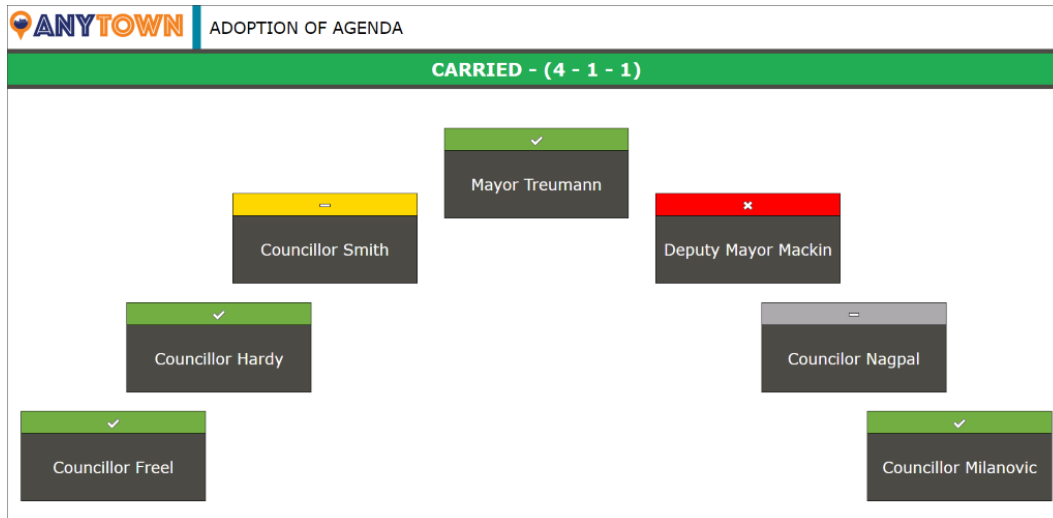 ANYTOWN
ADOPTION OF AGENDA
CARRIED - (4 - 1 - 1)
Mayor Treumann
Councillor Smith
Deputy Mayor Mackin
Councillor Hardy
Councilor Nagpal
Councillor Freel
Councillor Milanovic